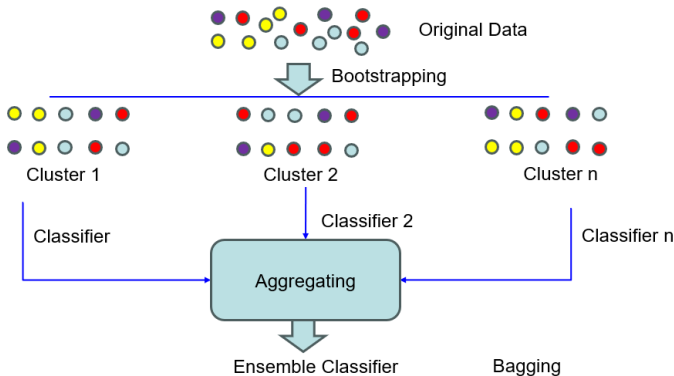 Original Data
Bootstrapping
Cluster 1
Cluster 2
Cluster n
Classifier
Classifier 2
Classifier n
Aggregating
Ensemble Classifier
Bagging